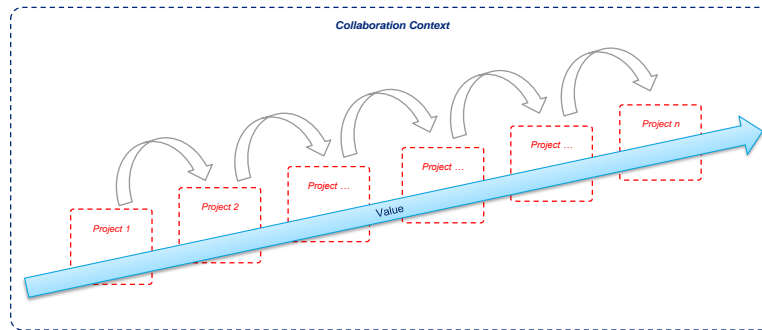 Collaboration Context
Project 1
Project 2
Project …
Project …
Project …
Project n
Value